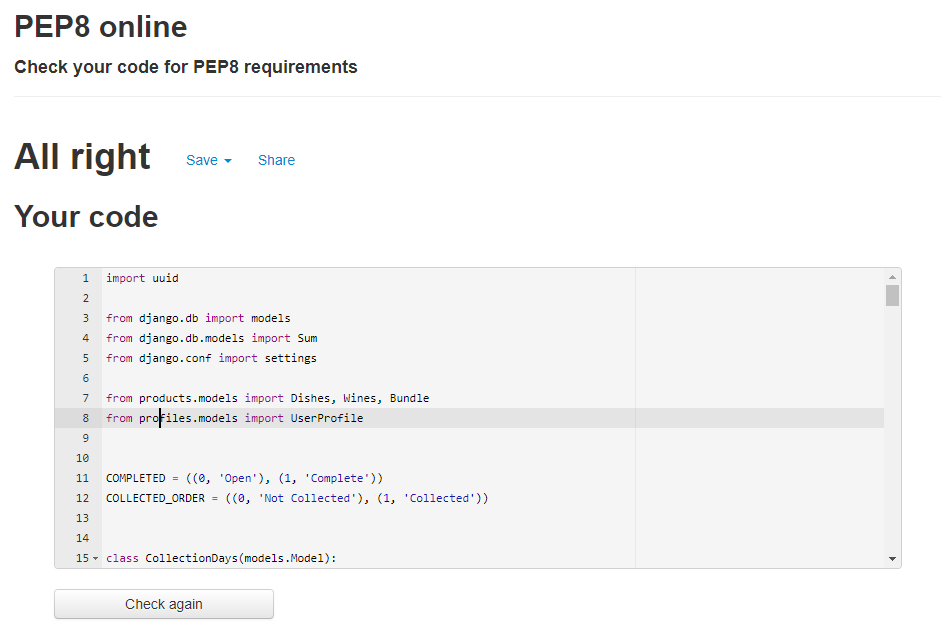 PEP8 online
Check your code for PEP8 requirements
All right Save Share
Your code
1 import uuid
2
3 from django.db import models
4 from django.db.models import Sum
5 from django.conf import settings
6
7 from products.models import Dishes, Wines, Bundle
8 from profiles.models import UserProfile
9
10
11 COMPLETED = ((0, 'Open'), (1, 'Complete'))
12 COLLECTED_ORDER = ((0, 'Not Collected'), (1, 'Collected'))
13
14
15 class CollectionDays(models.Model):
Check again